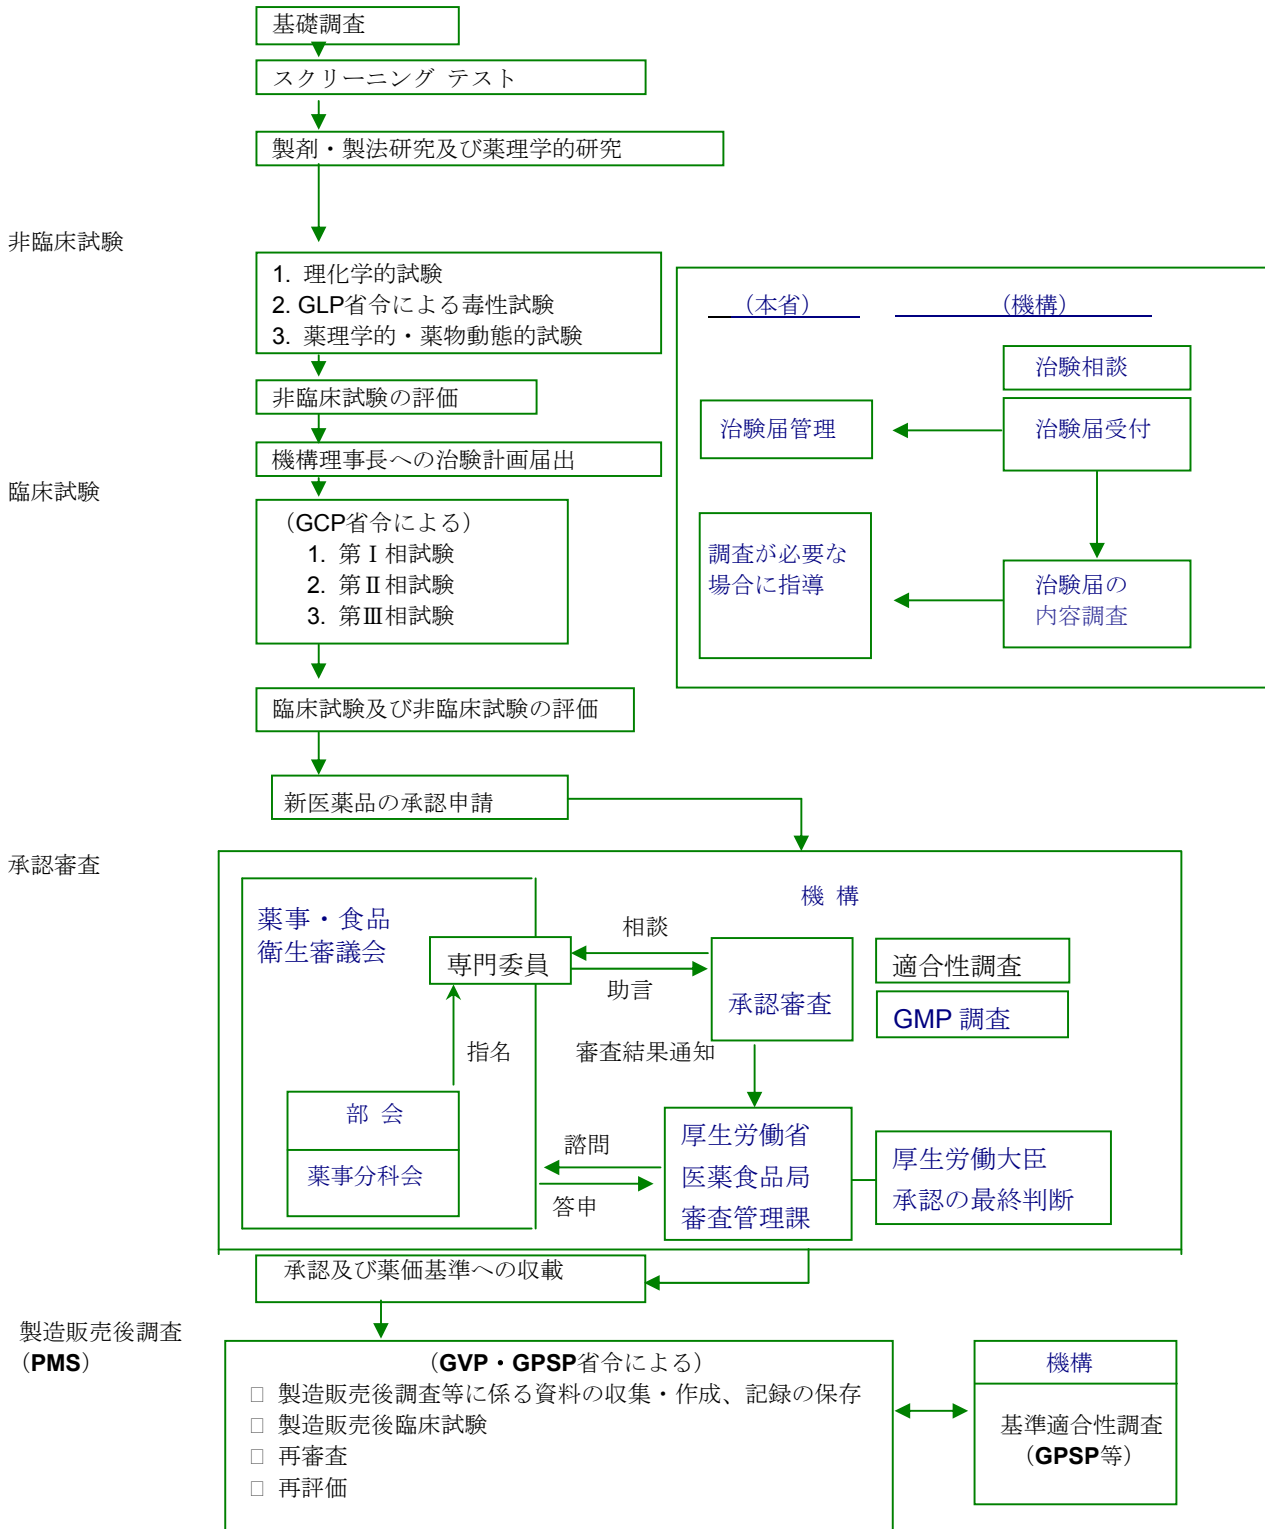 基礎調査
スクリーニング テスト
製剤・製法研究及び薬理学的研究
非臨床試験
1. 理化学的試験
2. GLP省令による毒性試験
3. 薬理学的・薬物動態的試験
非臨床試験の評価
機構理事長への治験計画届出
臨床試験
（GCP省令による）
1. 第Ⅰ相試験
2. 第Ⅱ相試験
3. 第Ⅲ相試験
臨床試験及び非臨床試験の評価
新医薬品の承認申請
（本省）
（機構）
治験相談
治験届管理
治験届受付
調査が必要な
場合に指導
治験届の
内容調査
承認審査
機 構
薬事・食品
衛生審議会
専門委員
相談
助言
承認審査
適合性調査
GMP 調査
指名
審査結果通知
部 会
薬事分科会
諮問
答申
厚生労働省
医薬食品局
審査管理課
厚生労働大臣
承認の最終判断
承認及び薬価基準への収載
製造販売後調査
（PMS）
（GVP・GPSP省令による）
□ 製造販売後調査等に係る資料の収集・作成、記録の保存
□ 製造販売後臨床試験
□ 再審査
□ 再評価
機構
基準適合性調査
（GPSP等）